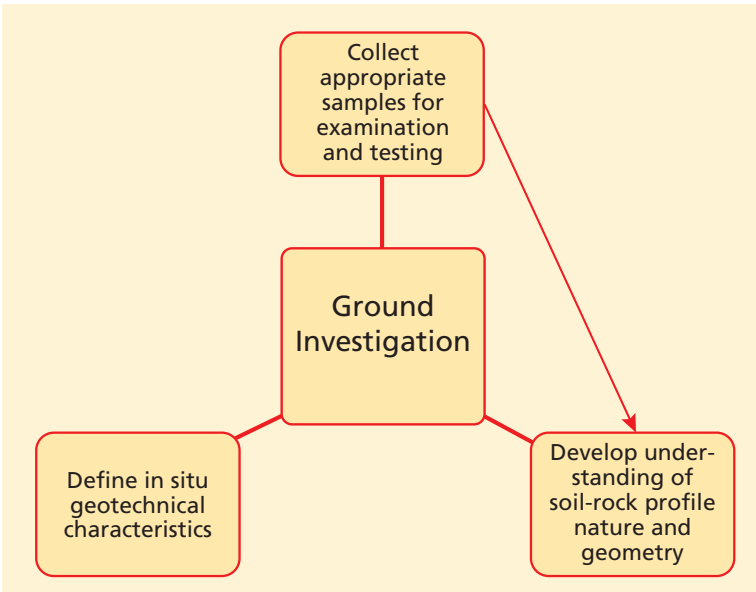 Collect
appropriate
samples for
examination
and testing
Ground
Investigation
Define in situ
geotechnical
characteristics
Develop under-
standing of
soil-rock profile
nature and
geometry